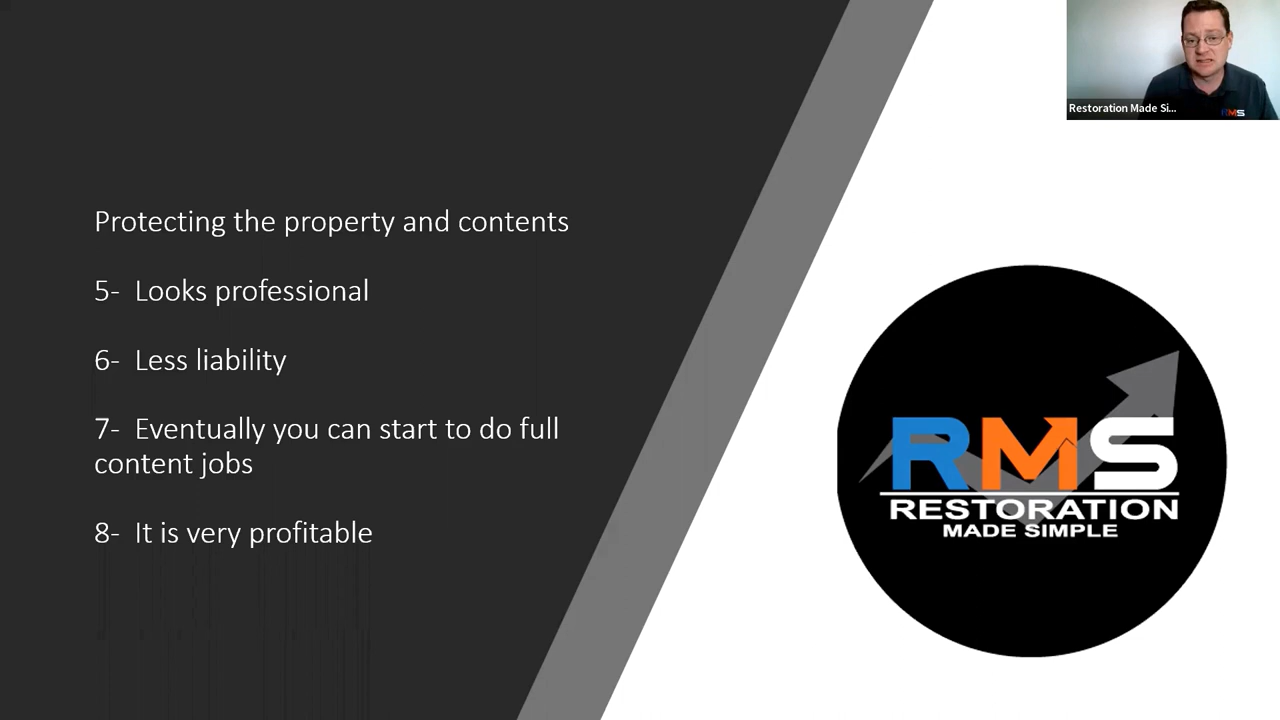 Protecting the property and contents
5- Looks professional
6- Less liability
7- Eventually you can start to do full
content jobs
8- It is very profitable
Restoration Made Si...
RMS
RMS
RESTORATION
MADE SIMPLE